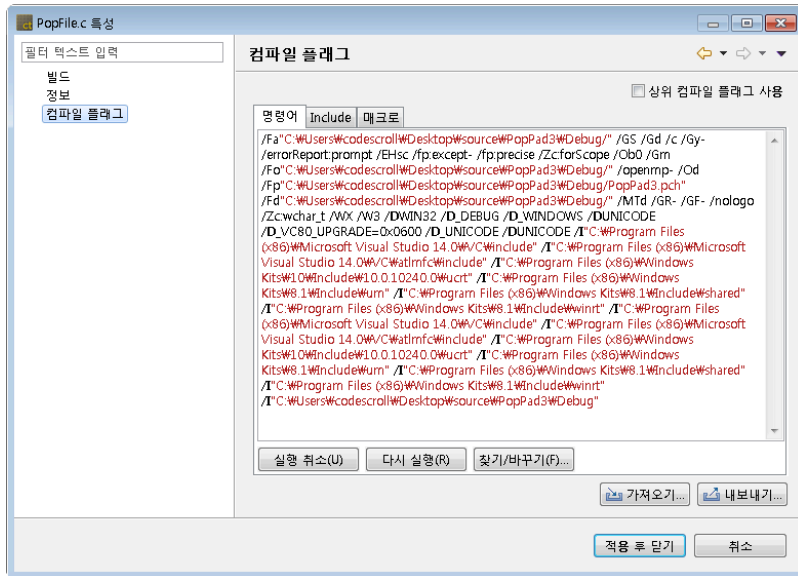 PopFile.c 특성
필터 텍스트 입력
빌드
정보
컴파일 플래그
컴파일 플래그
상위 컴파일 플래그 사용
명령어 Include 매크로
/Fa"C:₩Users₩codescroll₩Desktop₩source₩PopPad3₩Debug/" /GS /Gd /c /Gy-
/errorReport:prompt /EHsc /fp:except- /fp:precise /Zc:forScope /Ob0 /Gm
/Fo"C:₩Users₩codescroll₩Desktop₩source₩PopPad3₩Debug/" /openmp- /Od
/Fp"C:₩Users₩codescroll₩Desktop₩source₩PopPad3₩Debug/PopPad3.pch"
/Fd"C:₩Users₩codescroll₩Desktop₩source₩PopPad3₩Debug/" /MTd /GR- /GF- /nologo
/Zc:wchar_t /WX /W3 /DWIN32 /D_DEBUG /D_WINDOWS /DUNICODE
/D_VC80_UPGRADE=0x0600 /D_UNICODE /DUNICODE /I"C:₩Program Files
(x86)₩Microsoft Visual Studio 14.0₩VC₩include" /I"C:₩Program Files (x86)₩Microsoft
Visual Studio 14.0₩VC₩atlmfc₩include" /I"C:₩Program Files (x86)₩Windows
Kits₩10₩Include₩10.0.10240.0₩ucrt" /I"C:₩Program Files (x86)₩Windows
Kits₩8.1₩Include₩um" /I"C:₩Program Files (x86)₩Windows Kits₩8.1₩Include₩shared"
/I"C:₩Program Files (x86)₩Windows Kits₩8.1₩Include₩winrt" /I"C:₩Program Files
(x86)₩Microsoft Visual Studio 14.0₩VC₩include" /I"C:₩Program Files (x86)₩Microsoft
Visual Studio 14.0₩VC₩atlmfc₩include" /I"C:₩Program Files (x86)₩Windows
Kits₩10₩Include₩10.0.10240.0₩ucrt" /I"C:₩Program Files (x86)₩Windows
Kits₩8.1₩Include₩um" /I"C:₩Program Files (x86)₩Windows Kits₩8.1₩Include₩shared"
/I"C:₩Program Files (x86)₩Windows Kits₩8.1₩Include₩winrt"
/I"C:₩Users₩codescroll₩Desktop₩source₩PopPad3₩Debug"
실행 취소(U) 다시 실행(R) 찾기/바꾸기(F)...
가져오기... 내보내기...
적용 후 닫기 취소